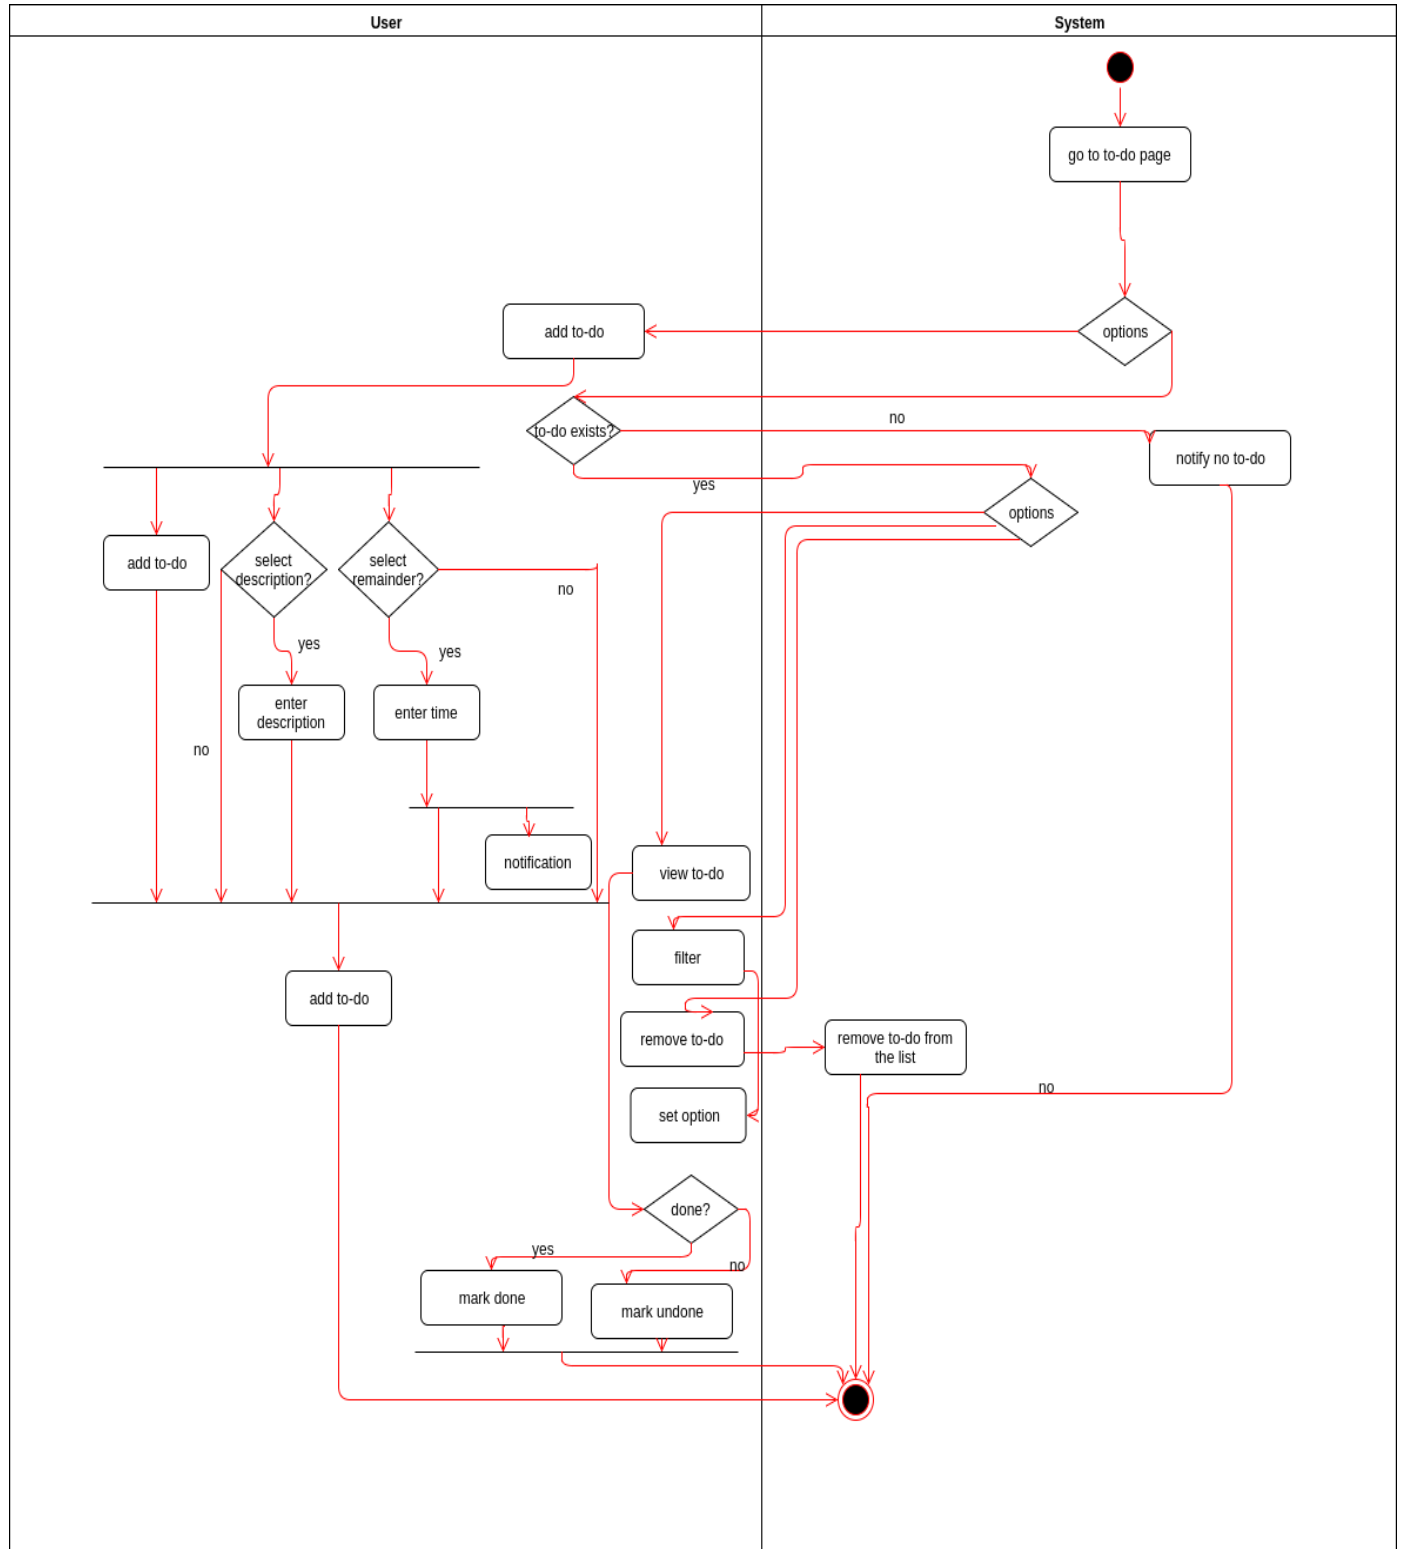 User
System
go to to-do page
options
add to-do
to-do exists?
no
notify no to-do
yes
options
add to-do
select
description?
select
remainder?
no
yes
yes
enter
description
enter time
no
notification
view to-do
filter
add to-do
remove to-do
remove to-do from
the list
no
set option
done?
yes
no
mark done
mark undone